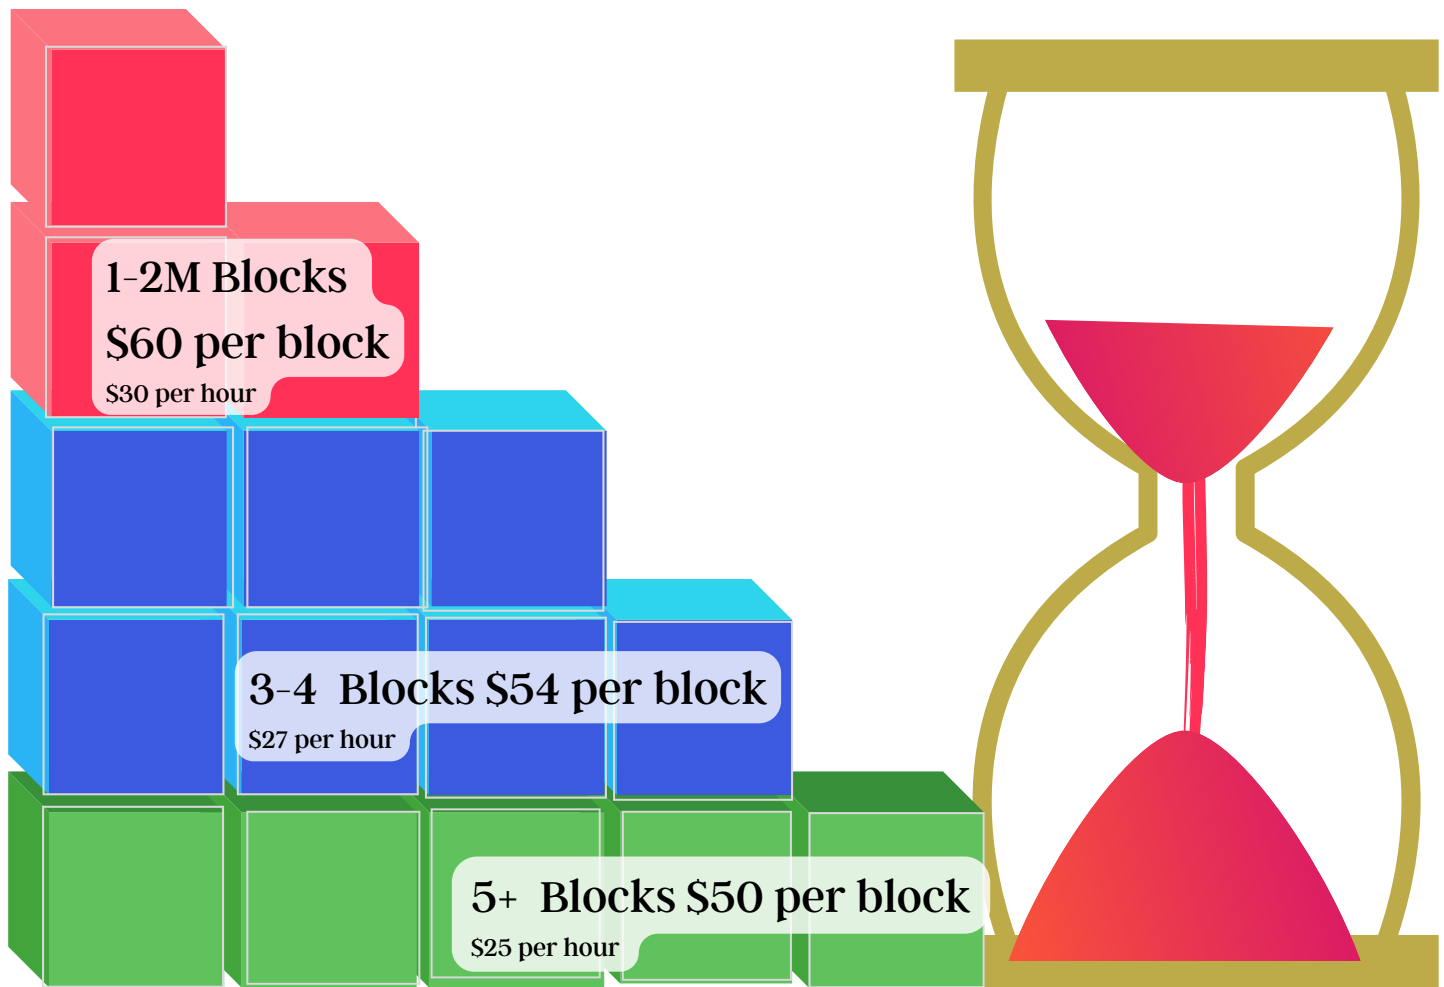 1-2M Blocks
$60 per block
$30 per hour
3-4 Blocks $54 per block
$27 per hour
5+ Blocks $50 per block
$25 per hour